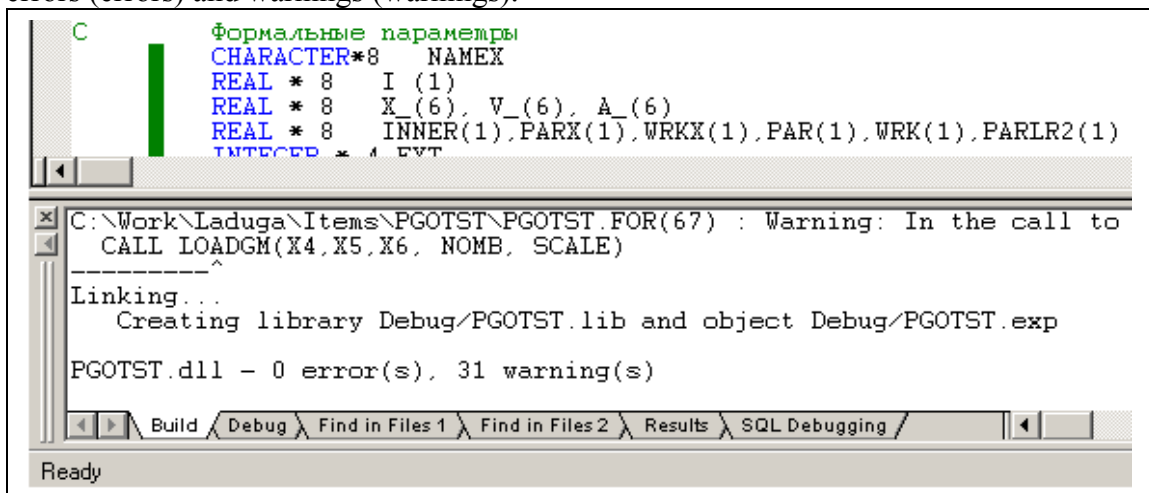 errors (errors) and warnings (warnings).
C Формальные параметры
CHARACTER*8 NAMEX
REAL * 8 I (1)
REAL * 8 X_(6), V_(6), A_(6)
REAL * 8 INNER(1),PARX(1),WRKX(1),PAR(1),WRK(1),PARLR2(1)
INTEGER * 4 EXT
C:\Work\Laduga\Items\PGOTST\PGOTST.FOR(67) : Warning: In the call to
CALL LOADGM(X4,X5,X6, NOMB, SCALE)
---------^
Linking...
Creating library Debug/PGOTST.lib and object Debug/PGOTST.exp
PGOTST.dll - 0 error(s), 31 warning(s)
Build Debug Find in Files 1 Find in Files 2 Results SQL Debugging
Ready